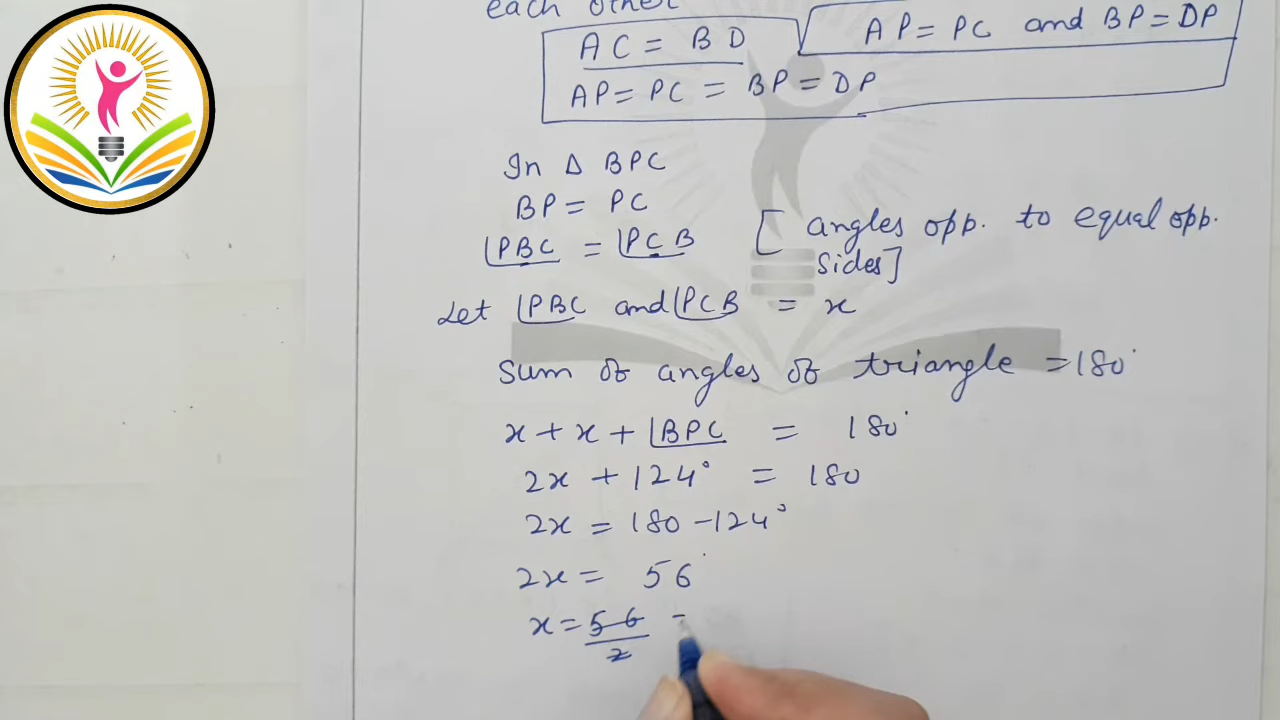 each other
AC = BD AP = PC and BP = DP
AP = PC = BP = DP
In Δ BPC
BP = PC
∠PBC = ∠PCB [angles opp. to equal opp.
sides]
Let ∠PBC and ∠PCB = x
Sum of angles of triangle = 180°
x + x + ∠BPC = 180°
2x + 124° = 180
2x = 180 - 124°
2x = 56°
x = 56/2 =